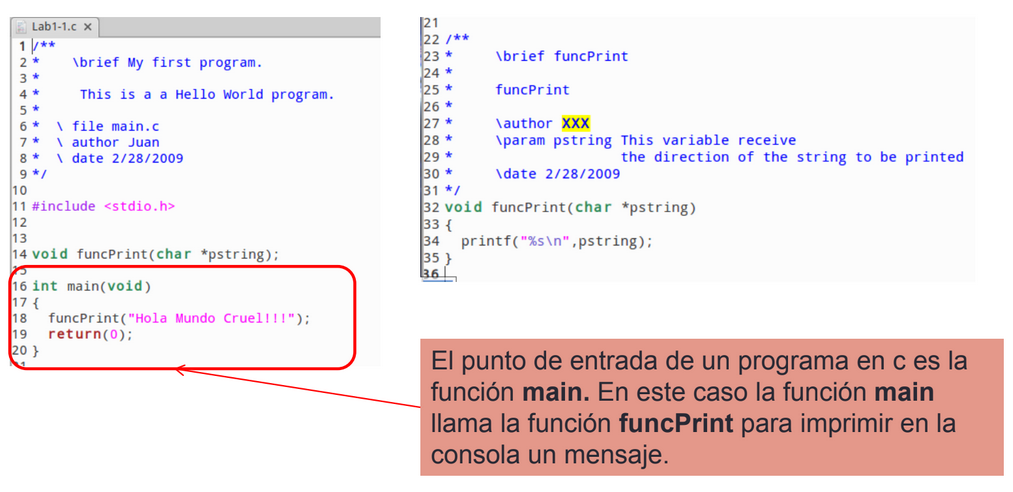 Lab1-1.c ×
1 /**
2 *    \brief My first program.
3 *
4 *     This is a a Hello World program.
5 *
6 *  \ file main.c
7 *  \ author Juan
8 *  \ date 2/28/2009
9 */
10
11 #include <stdio.h>
12
13
14 void funcPrint(char *pstring);
15
16 int main(void)
17 {
18   funcPrint("Hola Mundo Cruel!!!");
19   return(0);
20 }
21
21
22 /**
23 *     \brief funcPrint
24 *
25 *     funcPrint
26 *
27 *     \author XXX
28 *     \param pstring This variable receive
29 *                    the direction of the string to be printed
30 *     \date 2/28/2009
31 */
32 void funcPrint(char *pstring)
33 {
34   printf("%s\n",pstring);
35 }
36
El punto de entrada de un programa en c es la
función main. En este caso la función main
llama la función funcPrint para imprimir en la
consola un mensaje.